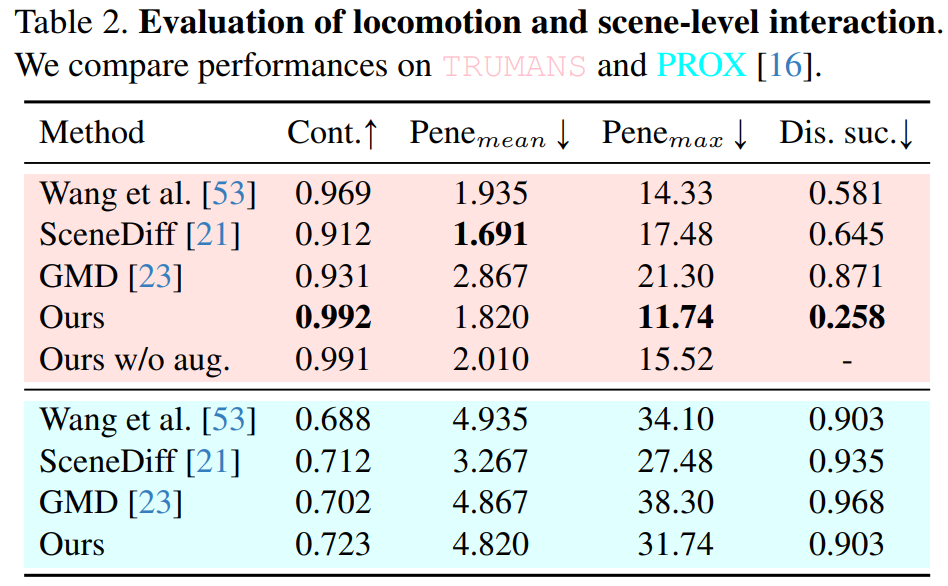 Table 2. Evaluation of locomotion and scene-level interaction.
We compare performances on TRUMANS and PROX [16].
Method Cont.↑ Pene_mean ↓ Pene_max ↓ Dis. suc.↓
Wang et al. [53] 0.969 1.935 14.33 0.581
SceneDiff [21] 0.912 1.691 17.48 0.645
GMD [23] 0.931 2.867 21.30 0.871
Ours 0.992 1.820 11.74 0.258
Ours w/o aug. 0.991 2.010 15.52 -
Wang et al. [53] 0.688 4.935 34.10 0.903
SceneDiff [21] 0.712 3.267 27.48 0.935
GMD [23] 0.702 4.867 38.30 0.968
Ours 0.723 4.820 31.74 0.903